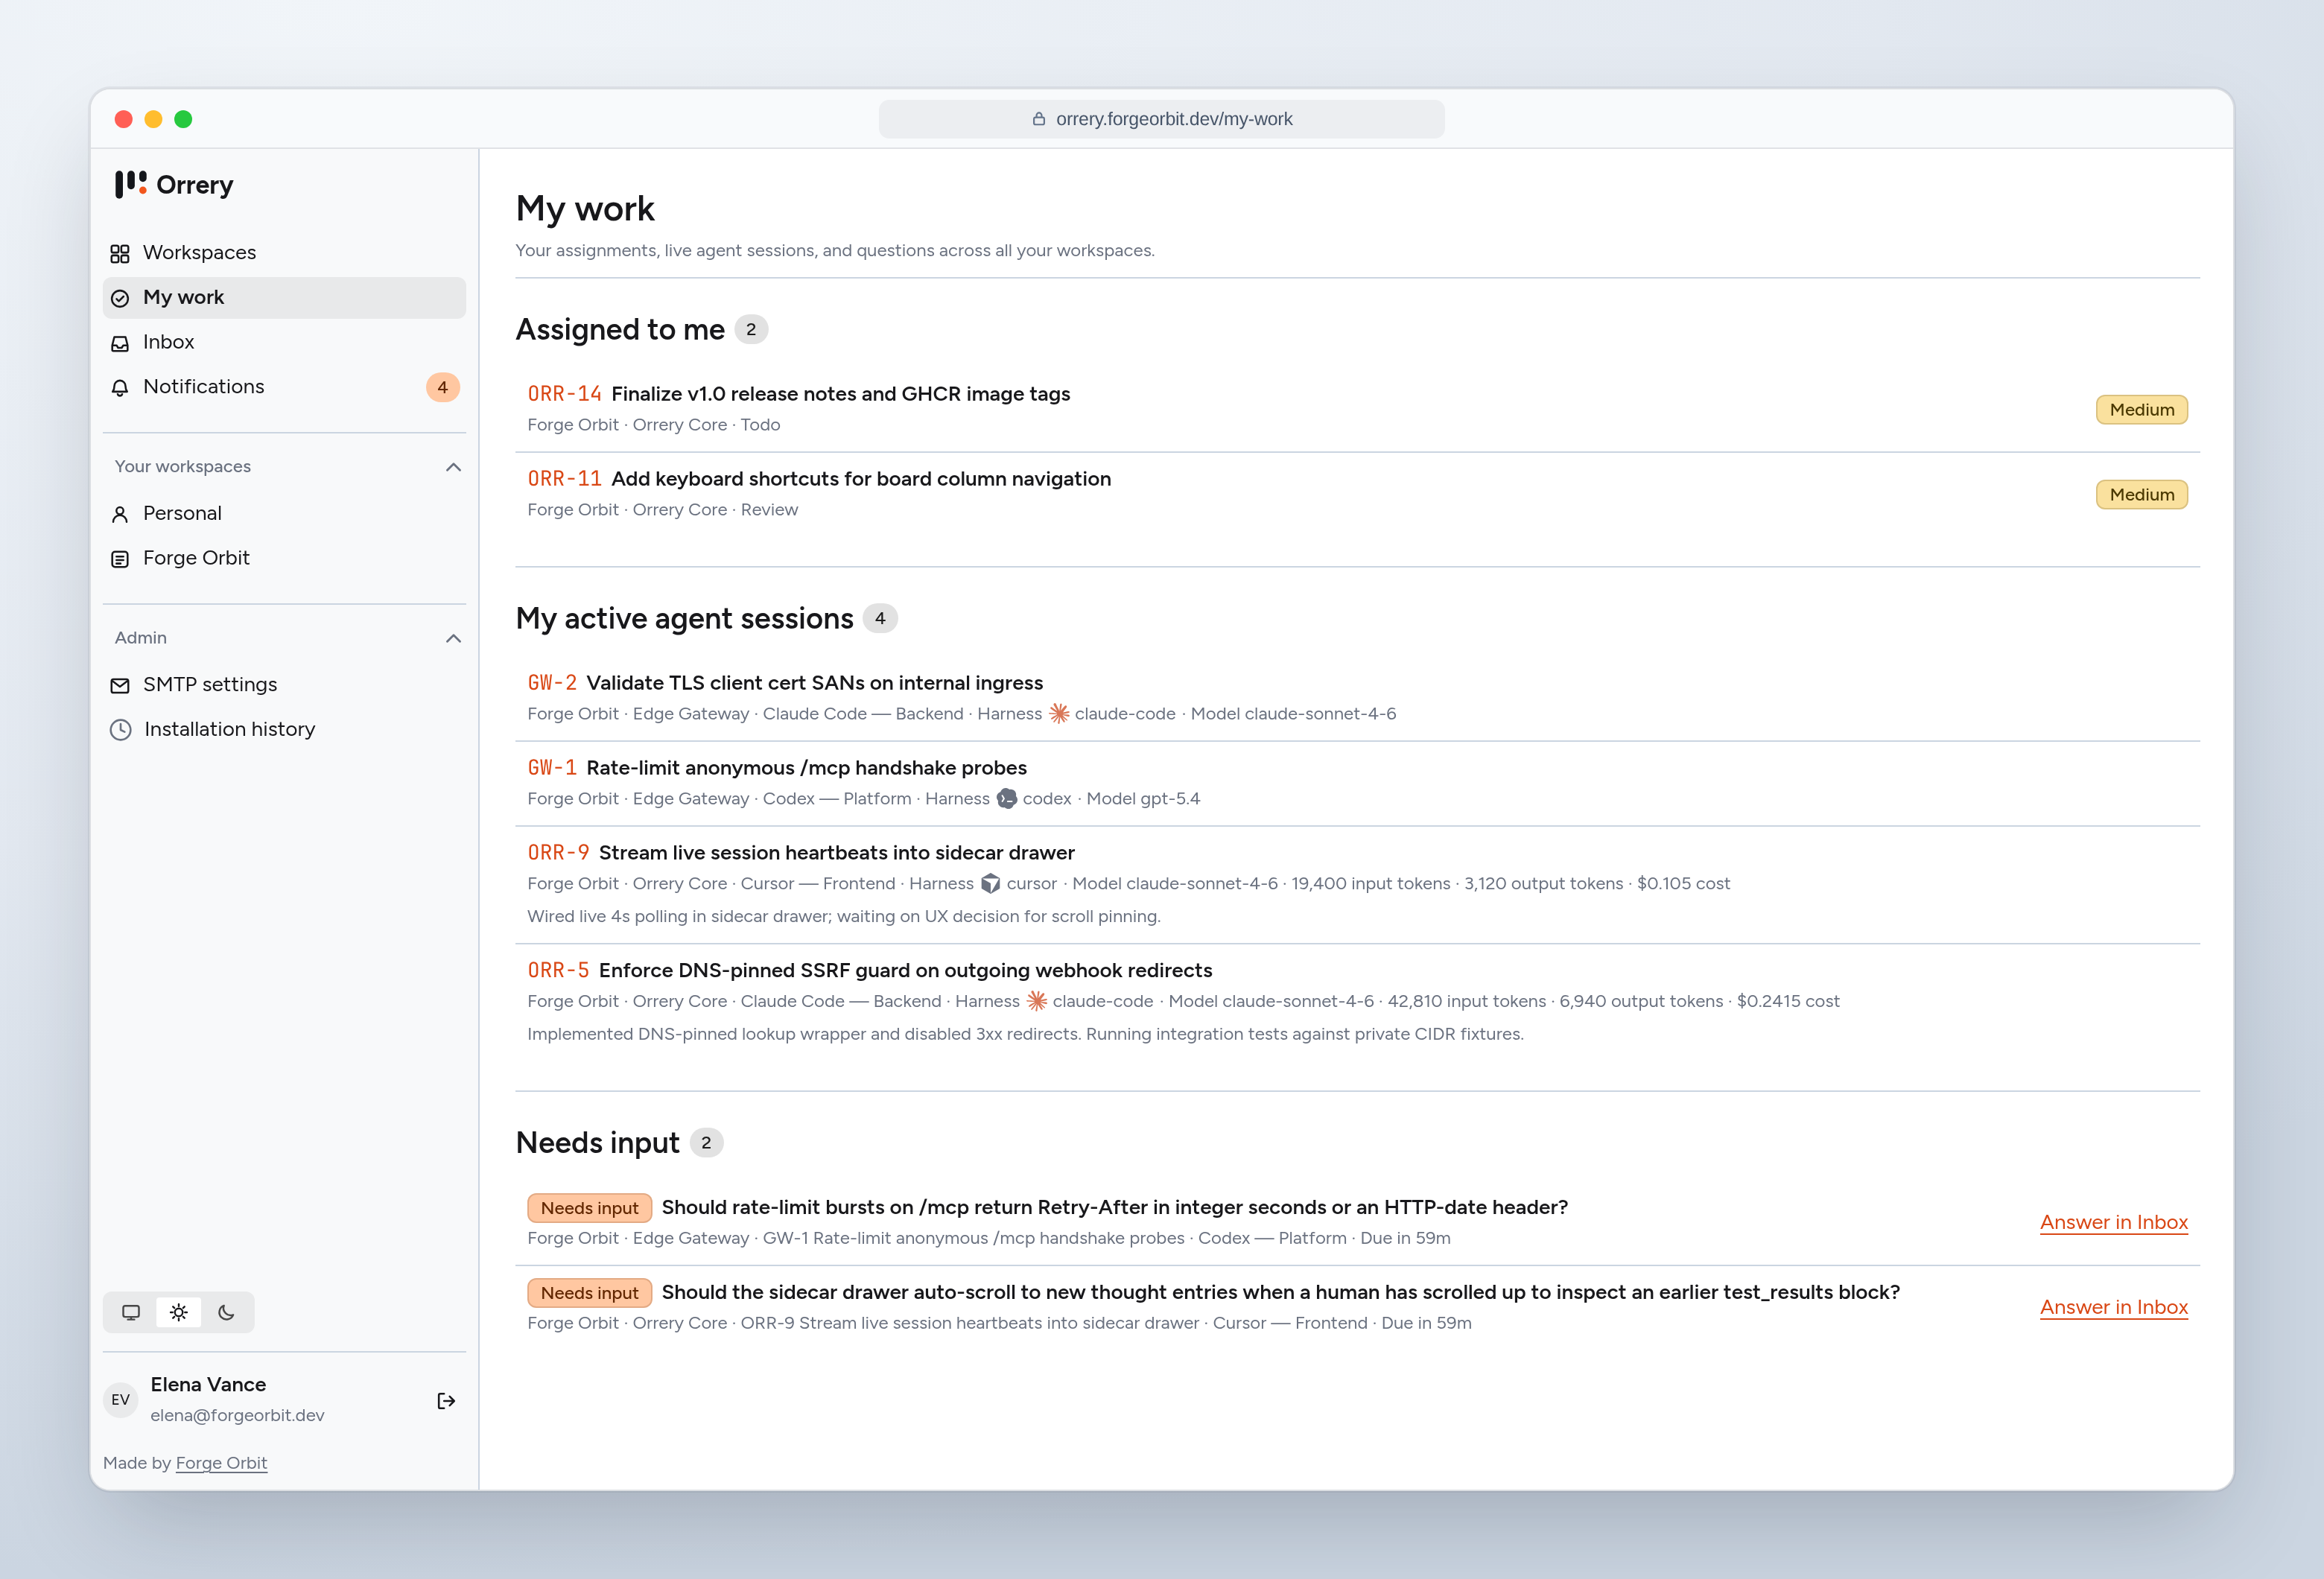 orrery.forgeorbit.dev/my-work
Orrery
Workspaces
My work
Inbox
Notifications 4
Your workspaces
Personal
Forge Orbit
Admin
SMTP settings
Installation history
EV
Elena Vance
elena@forgeorbit.dev
Made by Forge Orbit
My work
Your assignments, live agent sessions, and questions across all your workspaces.
Assigned to me 2
ORR-14 Finalize v1.0 release notes and GHCR image tags
Forge Orbit · Orrery Core · Todo
Medium
ORR-11 Add keyboard shortcuts for board column navigation
Forge Orbit · Orrery Core · Review
Medium
My active agent sessions 4
GW-2 Validate TLS client cert SANs on internal ingress
Forge Orbit · Edge Gateway · Claude Code — Backend · Harness claude-code · Model claude-sonnet-4-6
GW-1 Rate-limit anonymous /mcp handshake probes
Forge Orbit · Edge Gateway · Codex — Platform · Harness codex · Model gpt-5.4
ORR-9 Stream live session heartbeats into sidecar drawer
Forge Orbit · Orrery Core · Cursor — Frontend · Harness cursor · Model claude-sonnet-4-6 · 19,400 input tokens · 3,120 output tokens · $0.105 cost
Wired live 4s polling in sidecar drawer; waiting on UX decision for scroll pinning.
ORR-5 Enforce DNS-pinned SSRF guard on outgoing webhook redirects
Forge Orbit · Orrery Core · Claude Code — Backend · Harness claude-code · Model claude-sonnet-4-6 · 42,810 input tokens · 6,940 output tokens · $0.2415 cost
Implemented DNS-pinned lookup wrapper and disabled 3xx redirects. Running integration tests against private CIDR fixtures.
Needs input 2
Needs input Should rate-limit bursts on /mcp return Retry-After in integer seconds or an HTTP-date header?
Forge Orbit · Edge Gateway · GW-1 Rate-limit anonymous /mcp handshake probes · Codex — Platform · Due in 59m
Answer in Inbox
Needs input Should the sidecar drawer auto-scroll to new thought entries when a human has scrolled up to inspect an earlier test_results block?
Forge Orbit · Orrery Core · ORR-9 Stream live session heartbeats into sidecar drawer · Cursor — Frontend · Due in 59m
Answer in Inbox